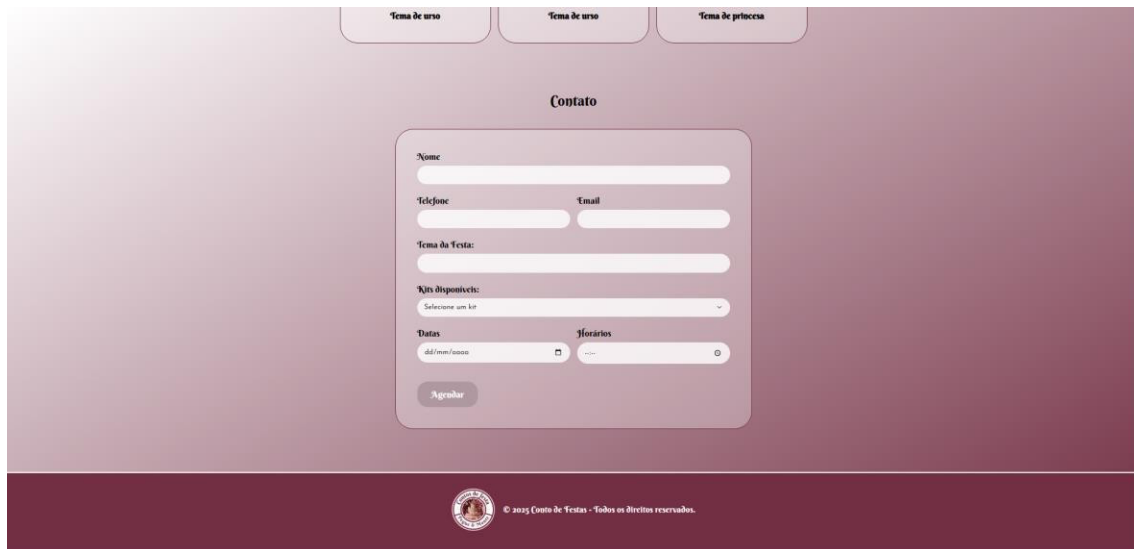 Tema de urso
Tema de urso
Tema de princesa
Contato
Nome
Telefone
Email
Tema da Festa:
Kits disponíveis:
Selecione um kit
Datas
Horários
dd/mm/aaaa
--:--
Agendar
© 2025 Conto de Festas - Todos os direitos reservados.